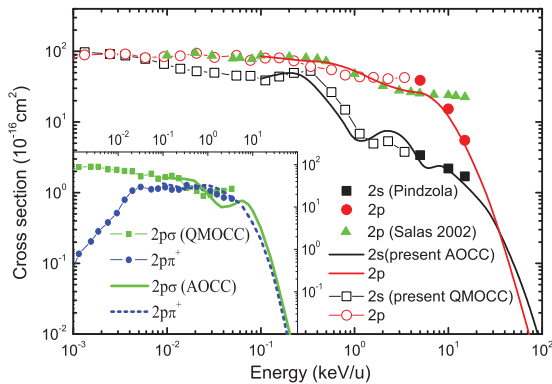 10³
10²
10¹
10⁰
10⁻¹
10⁻²
Cross section (10⁻¹⁶cm²)
10⁻² 10⁻¹ 10⁰ 10¹
10²
10¹
10⁰
10⁻¹
2pσ (QMOCC)
2pπ⁺
2pσ (AOCC)
2pπ⁺
2s (Pindzola)
2p
2p (Salas 2002)
2s(present AOCC)
2p
2s (present QMOCC)
2p
10⁻³ 10⁻² 10⁻¹ 10⁰ 10¹ 10²
Energy (keV/u)